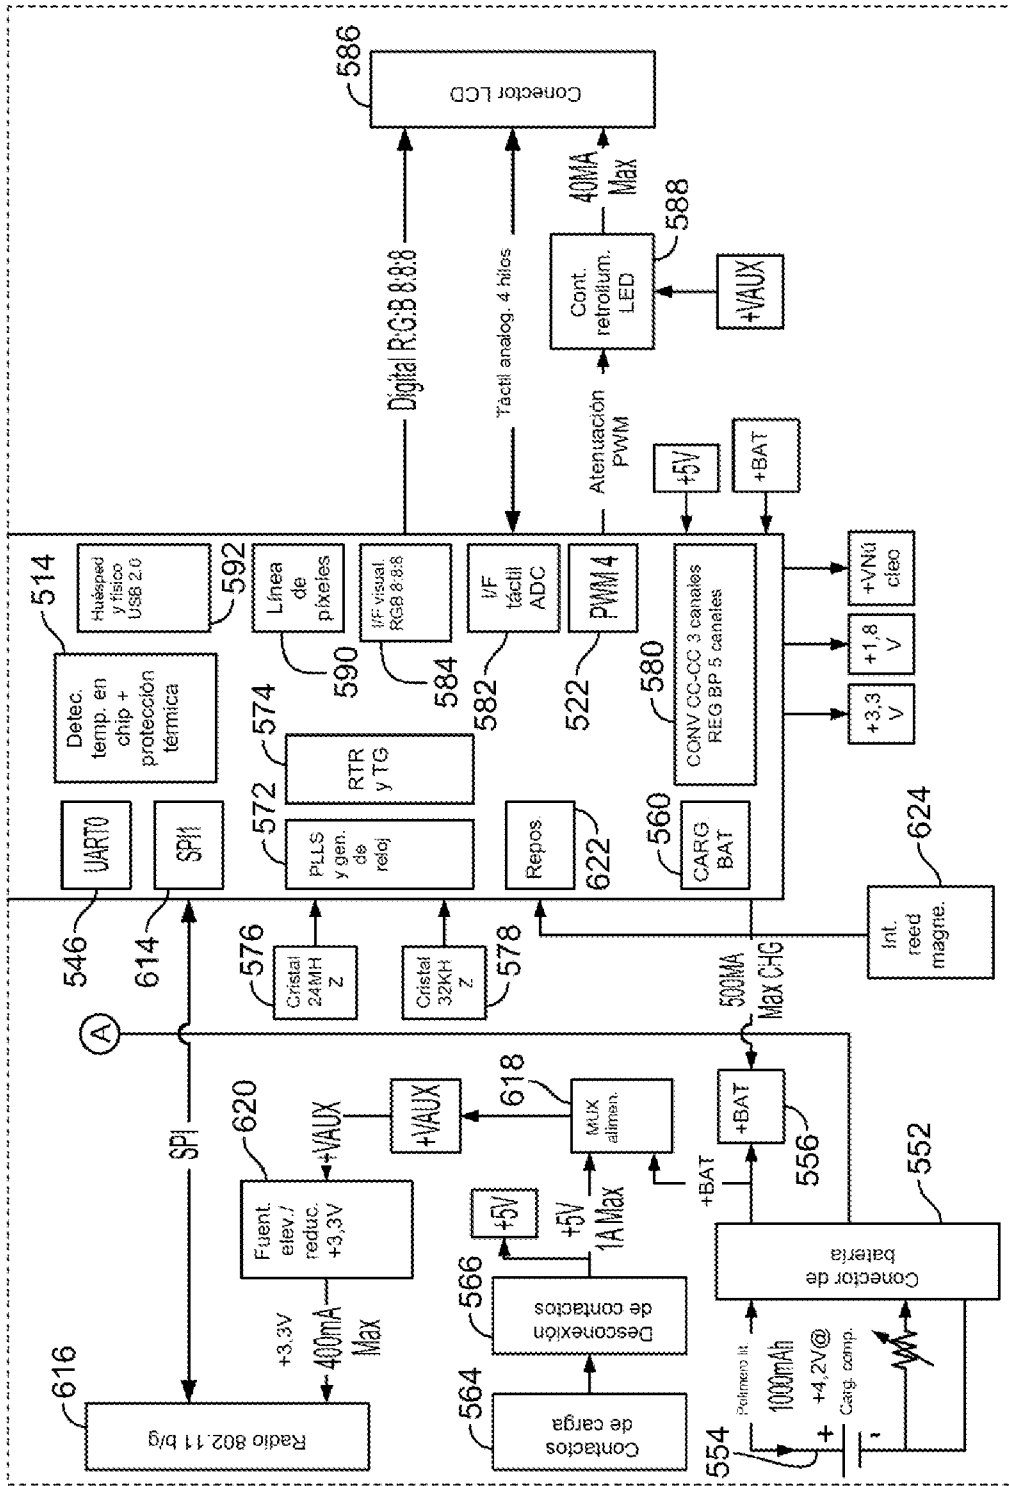 616
Radio 802.11 b/g
SPI
+3,3V
400mA
Max
620
Fuent.
elev./
reduc.
+3,3V
+VAUX
+VAUX
A
546
UART0
614
SPI1
514
Detec.
temp. en
chip +
protección
térmica
Huésped
y físico
USB 2.0
592
576
Cristal
24MH
Z
572
PLLS
y gen.
de
reloj
574
RTR
y TG
590
Línea
de
píxeles
584
I/F visual.
RGB 8:8:8
Digital R:G:B 8:8:8
586
Conector LCD
578
Cristal
32KH
Z
582
I/F
táctil
ADC
Táctil analog. 4 hilos
564
Contactos
de carga
566
Desconexión
de contactos
+5V
+5V
1A Max
618
MUX
alimen.
622
Repos
522
PWM 4
Atenuación
PWM
Cont.
retroilum.
LED
588
40MA
Max
+VAUX
554
Polímero lit.
1000mAh
+4,2V@
Carg. comp.
+
-
552
Conector de
batería
+BAT
+BAT
556
500MA
Max CHG
560
CARG
BAT
580
CONV CC-CC 3 canales
REG BP 5 canales
+5V
+BAT
624
Int.
reed
magne.
+3,3
V
+1,8
V
+VNú
cleo